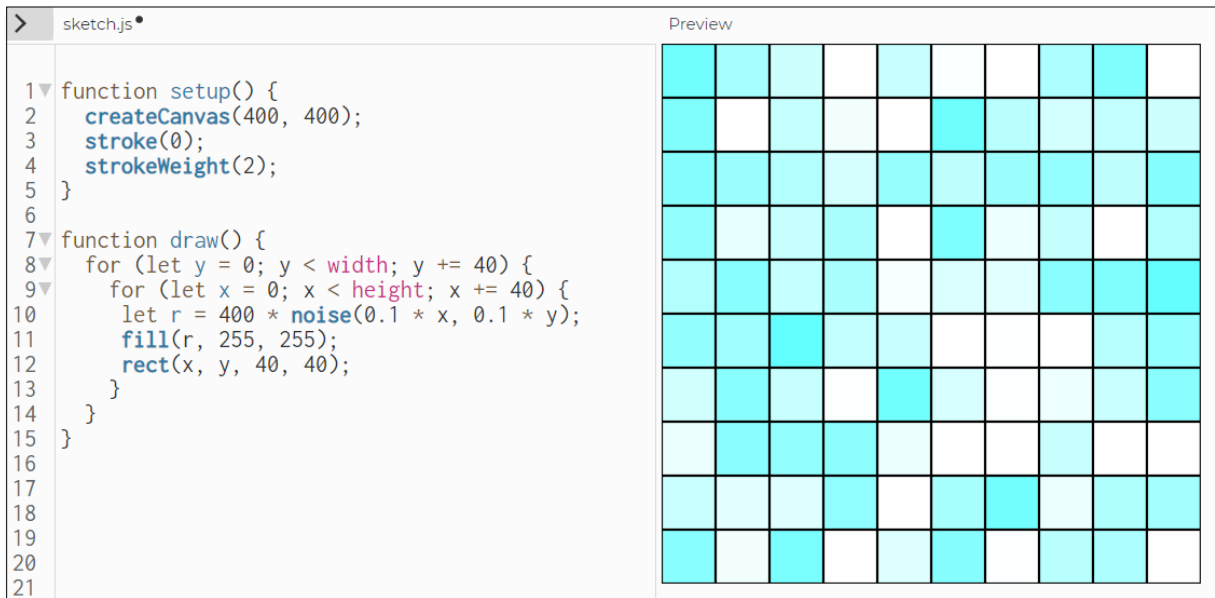 sketch.js
Preview
1 function setup() {
2 createCanvas(400, 400);
3 stroke(0);
4 strokeWeight(2);
5 }
6
7 function draw() {
8 for (let y = 0; y < width; y += 40) {
9 for (let x = 0; x < height; x += 40) {
10 let r = 400 * noise(0.1 * x, 0.1 * y);
11 fill(r, 255, 255);
12 rect(x, y, 40, 40);
13 }
14 }
15 }
16
17
18
19
20
21